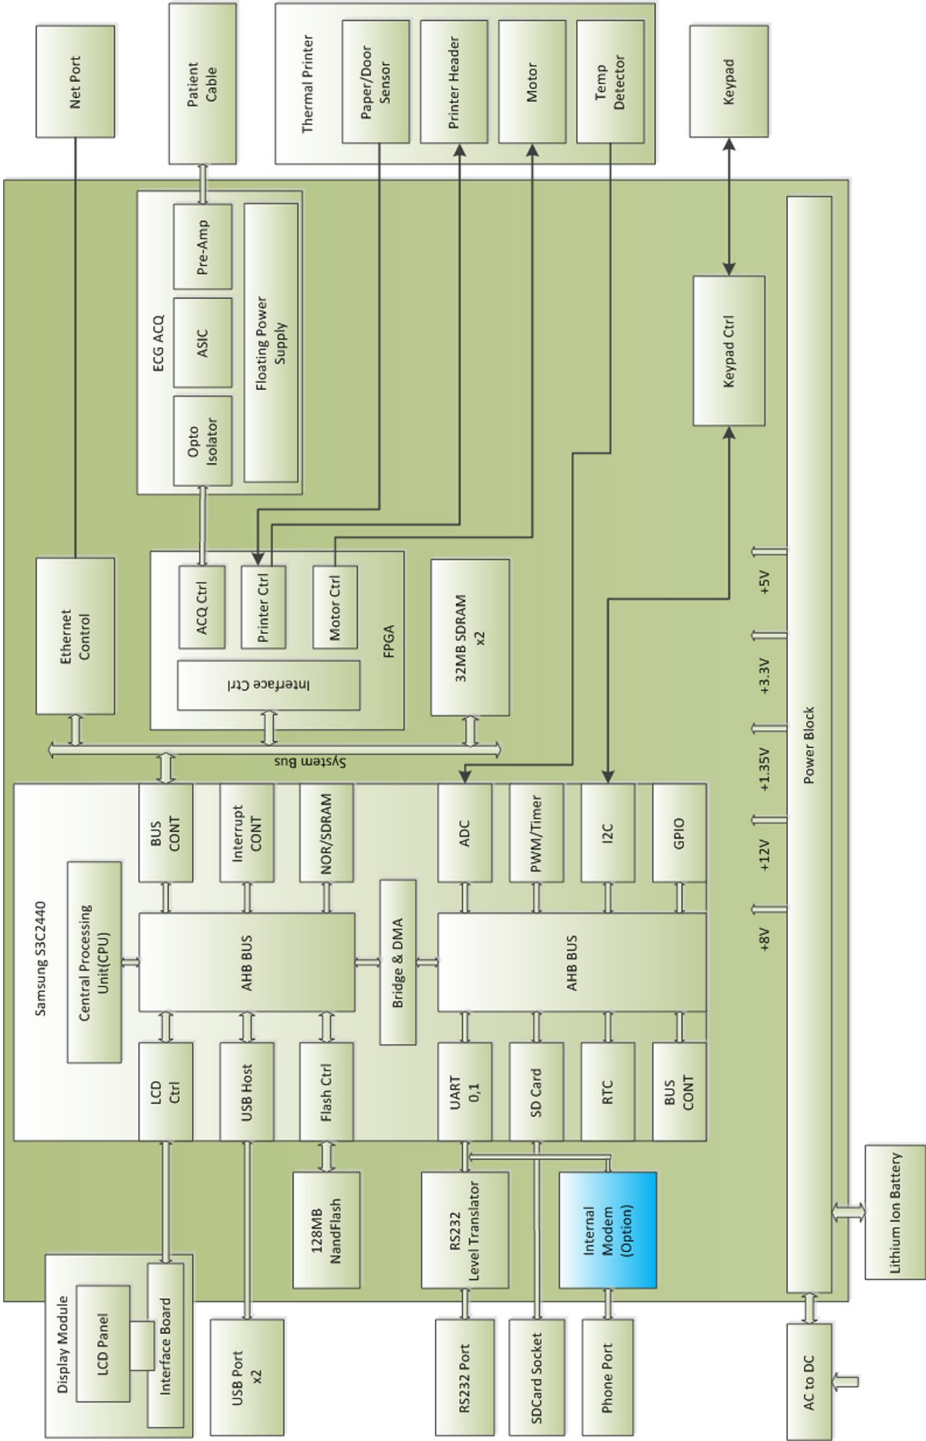 Net Port
Patient
Cable
Thermal Printer
Paper/Door
Sensor
Printer Header
Motor
Temp
Detector
Keypad
ECG ACQ
Pre-Amp
ASIC
Opto
Isolator
Floating Power
Supply
Keypad Ctrl
Ethernet
Control
ACQ Ctrl
Printer Ctrl
Motor Ctrl
Interface Ctrl
FPGA
32MB SDRAM
x2
System Bus
Samsung S3C2440
Central Processing
Unit(CPU)
BUS
CONT
Interrupt
CONT
NOR/SDRAM
ADC
PWM/Timer
I2C
GPIO
AHB BUS
Bridge & DMA
AHB BUS
LCD
Ctrl
USB Host
Flash Ctrl
UART
0,1
SD Card
RTC
BUS
CONT
+5V
+3.3V
+1.35V
+12V
+8V
Power Block
128MB
NandFlash
RS232
Level Translator
Internal
Modem
(Option)
Display Module
LCD Panel
Interface Board
USB Port
x2
RS232 Port
SDCard Socket
Phone Port
AC to DC
Lithium Ion Battery